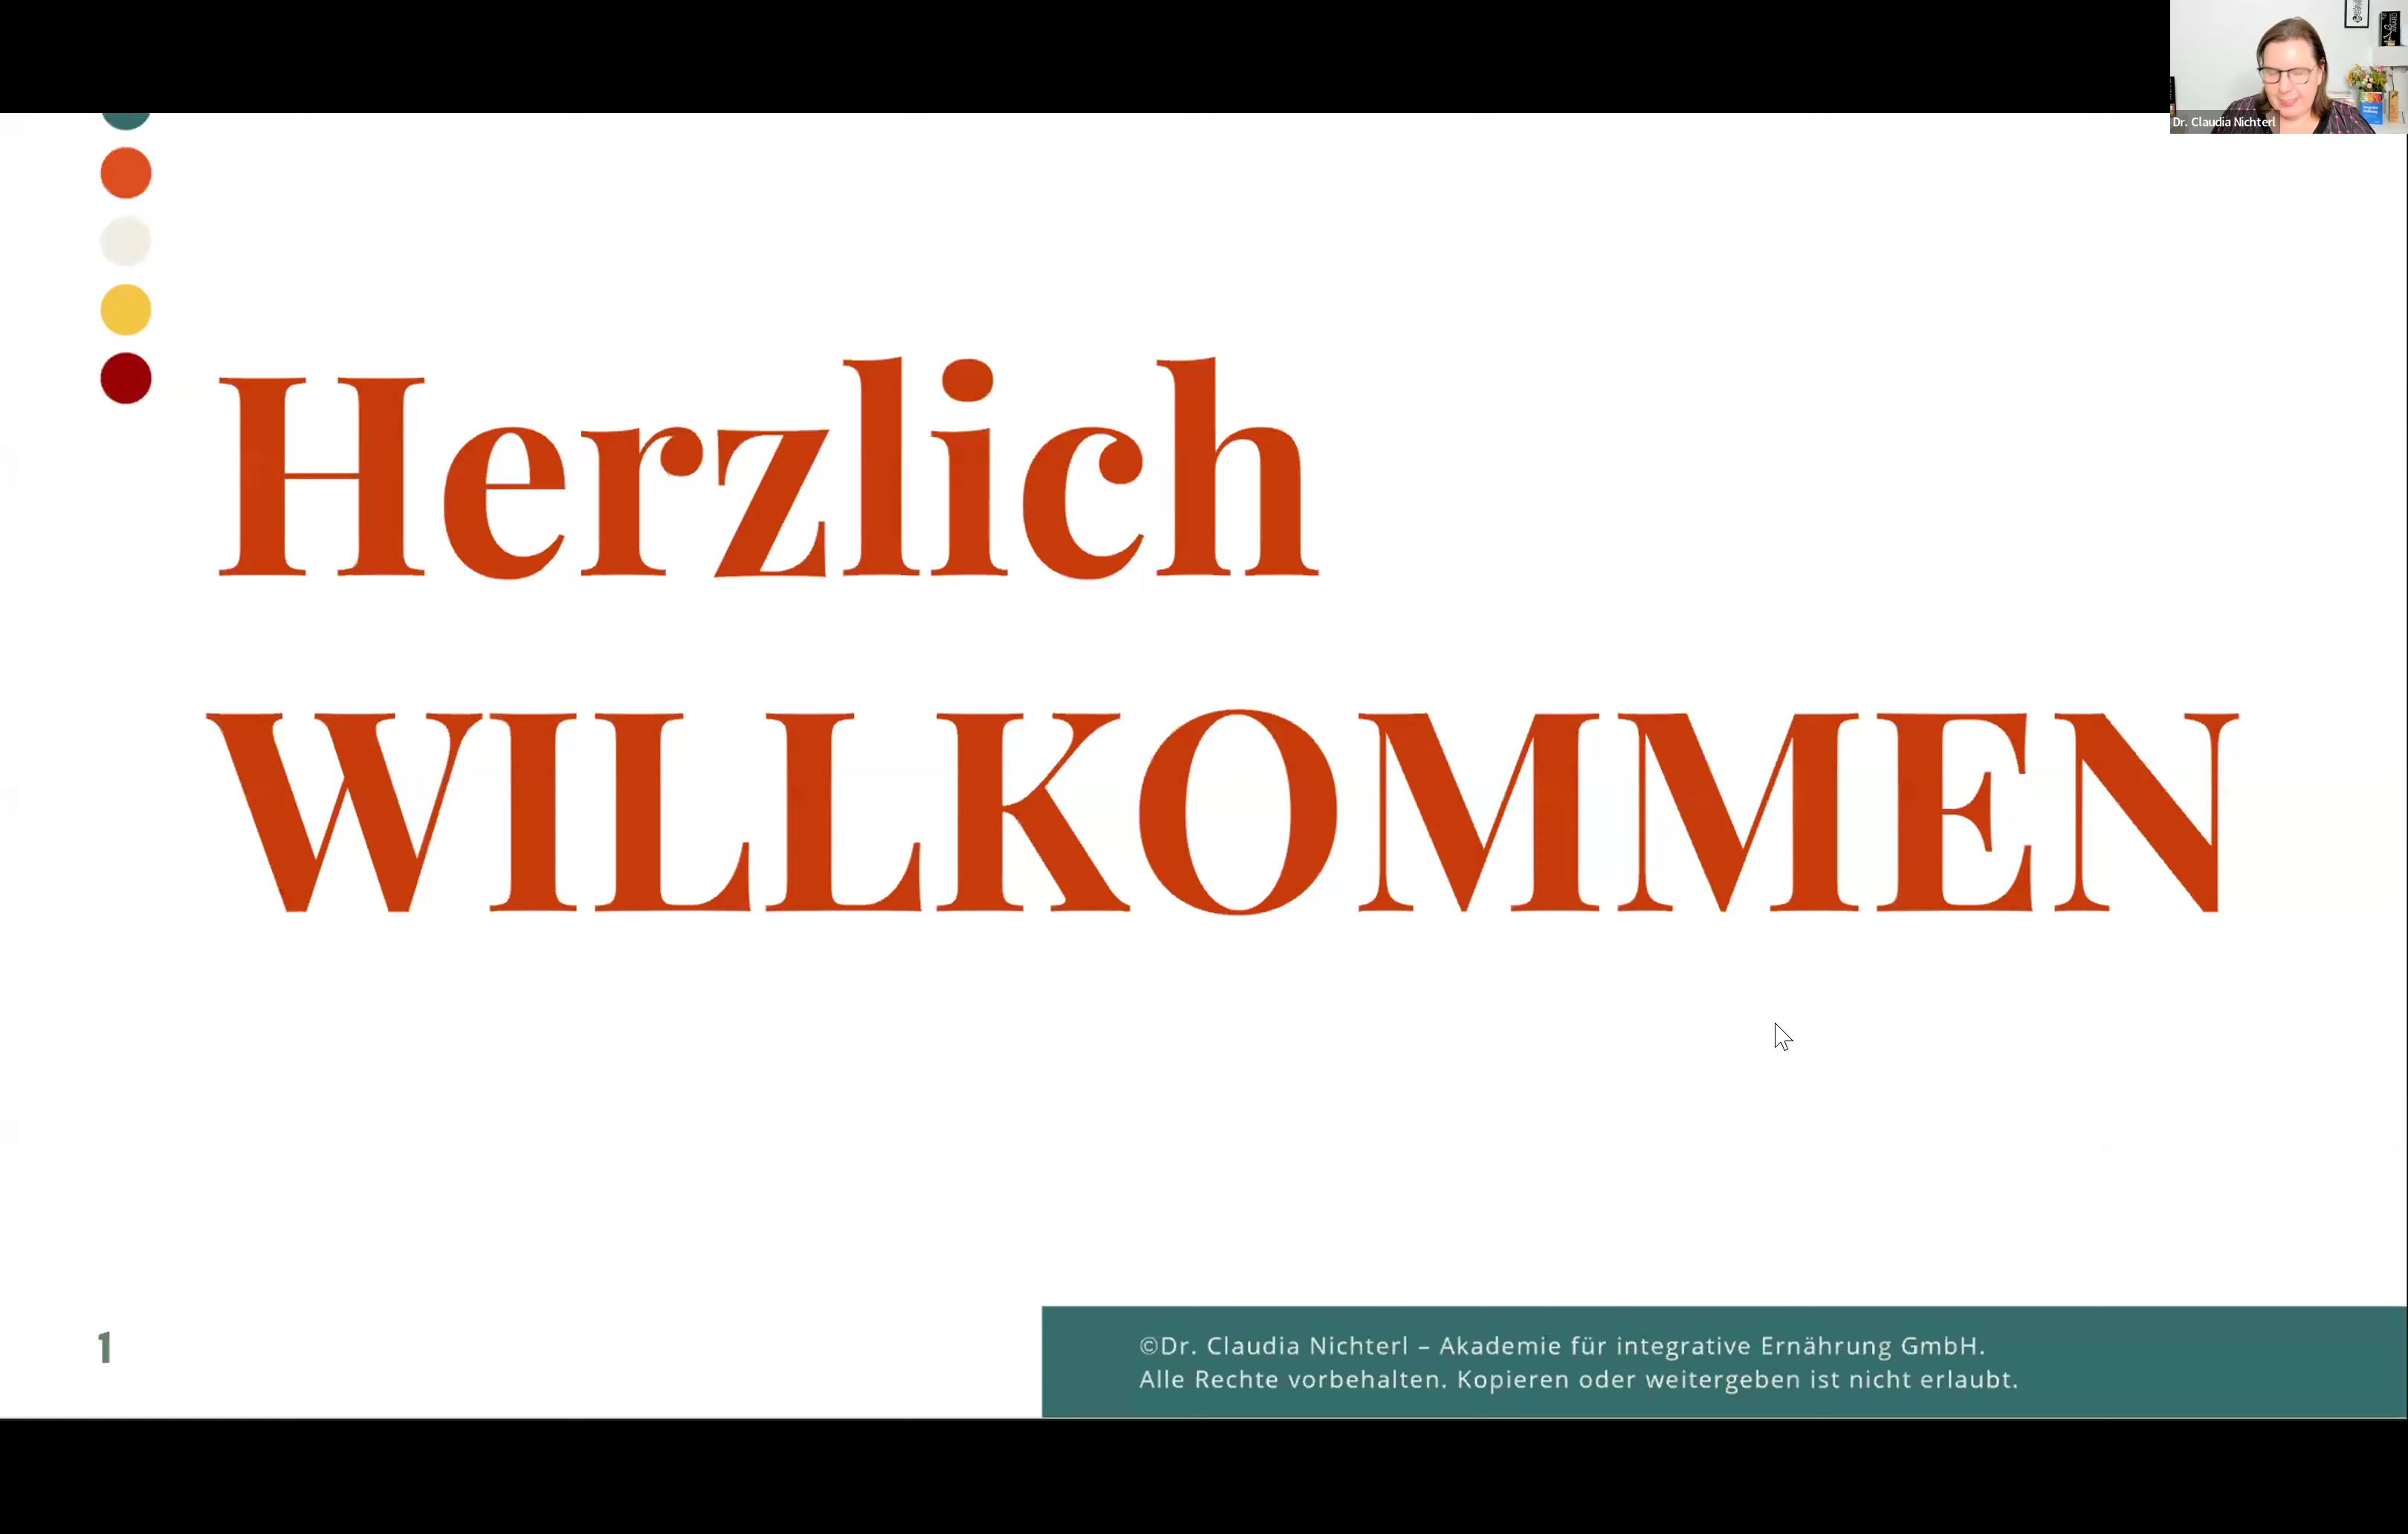 Dr. Claudia Nichterl
Herzlich
WILLKOMMEN
1
©Dr. Claudia Nichterl – Akademie für integrative Ernährung GmbH.
Alle Rechte vorbehalten. Kopieren oder weitergeben ist nicht erlaubt.